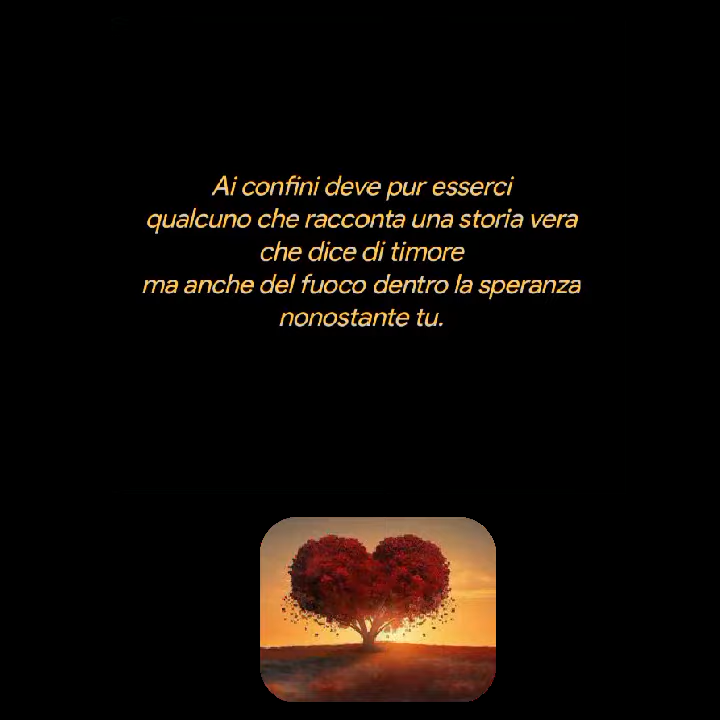 Ai confini deve pur esserci
qualcuno che racconta una storia vera
che dice di timore
ma anche del fuoco dentro la speranza
nonostante tu.